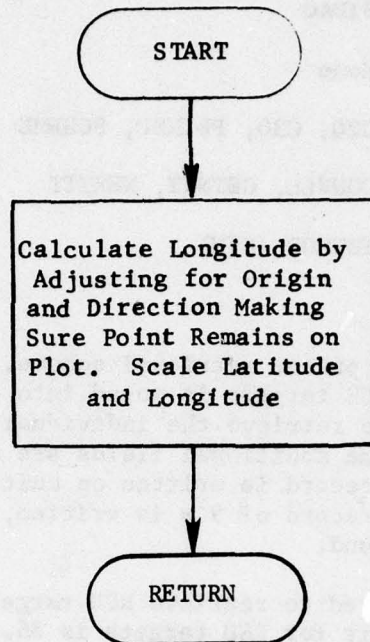 START
Calculate Longitude by
Adjusting for Origin
and Direction Making
Sure Point Remains on
Plot. Scale Latitude
and Longitude
RETURN